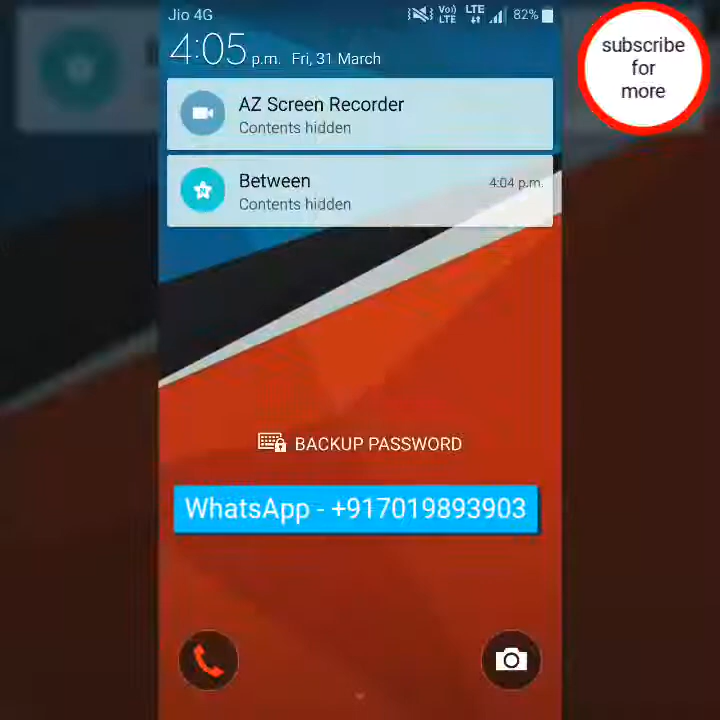 Jio 4G
Vo)) LTE LTE 82%
4:05 p.m. Fri, 31 March
subscribe
for
more
AZ Screen Recorder
Contents hidden
Between 4:04 p.m.
Contents hidden
BACKUP PASSWORD
WhatsApp - +917019893903